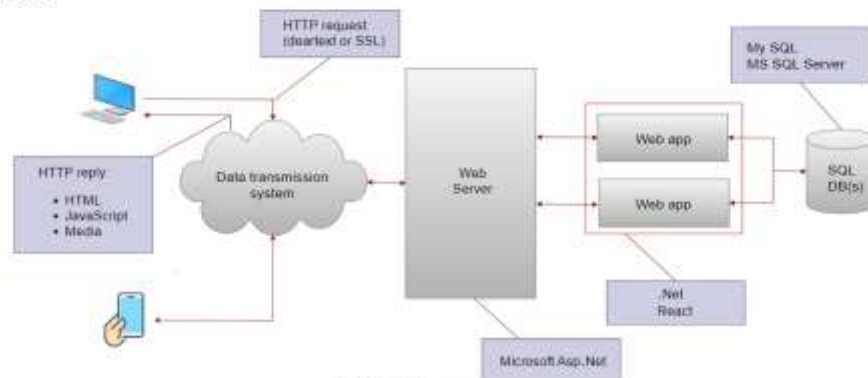 HTTP request
(cleartext or SSL)
My SQL
MS SQL Server
HTTP reply
• HTML
• JavaScript
• Media
Data transmission
system
Web
Server
Web app
Web app
SQL
DB(s)
.Net
React
Microsoft Asp.Net